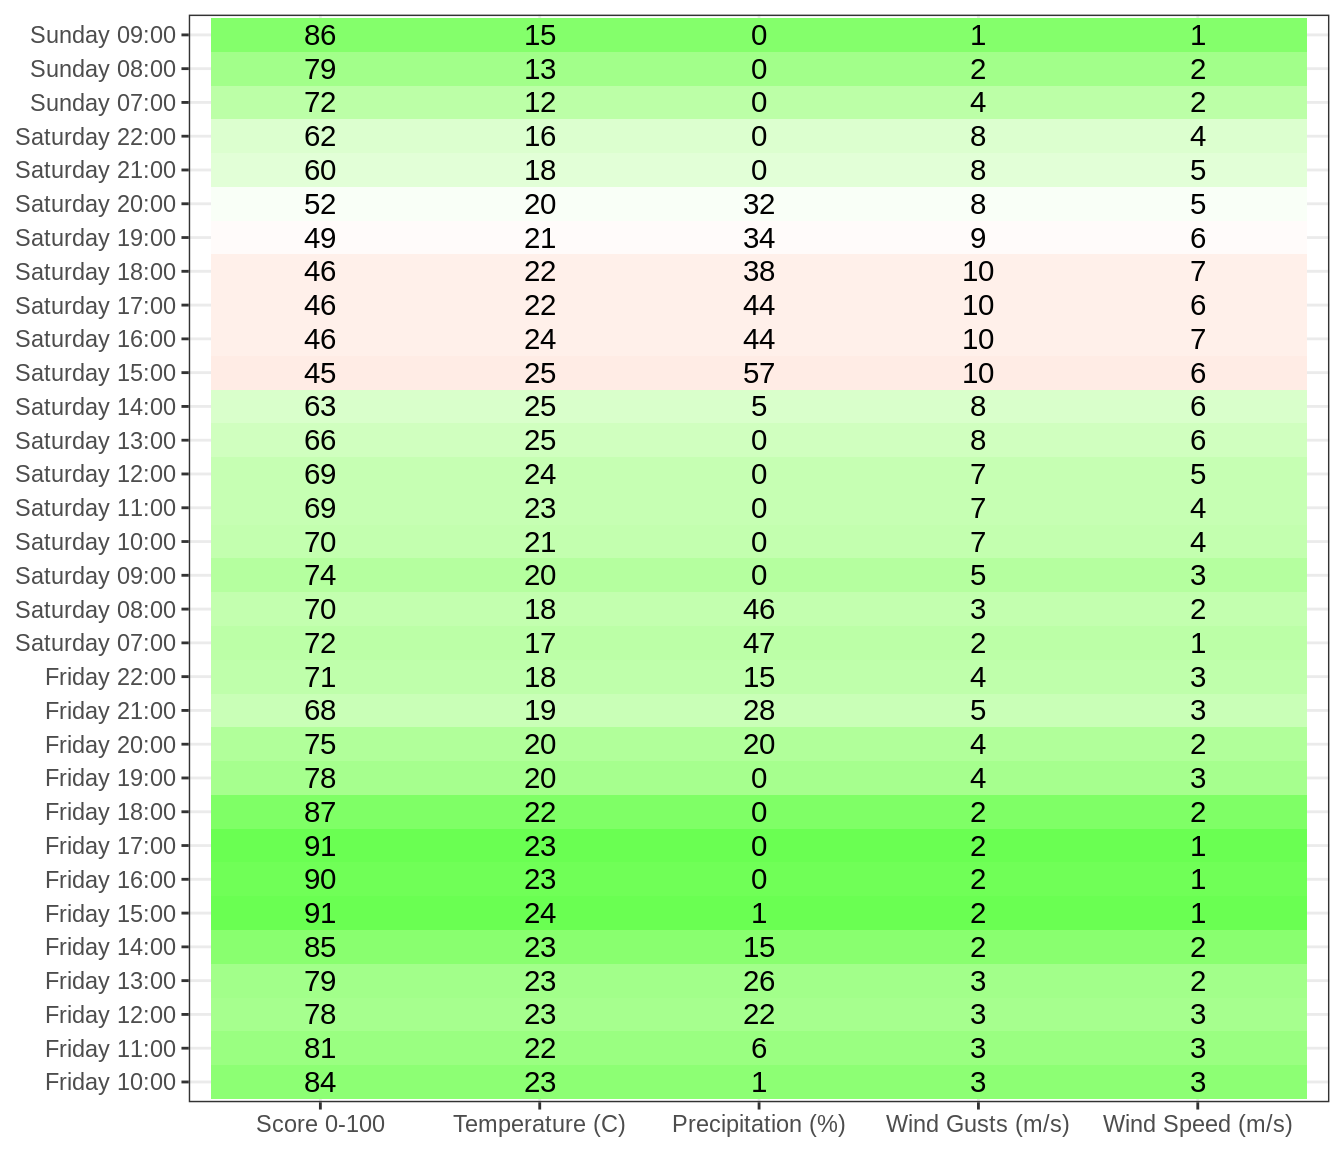 Sunday 09:00 86 15 0 1 1
Sunday 08:00 79 13 0 2 2
Sunday 07:00 72 12 0 4 2
Saturday 22:00 62 16 0 8 4
Saturday 21:00 60 18 0 8 5
Saturday 20:00 52 20 32 8 5
Saturday 19:00 49 21 34 9 6
Saturday 18:00 46 22 38 10 7
Saturday 17:00 46 22 44 10 6
Saturday 16:00 46 24 44 10 7
Saturday 15:00 45 25 57 10 6
Saturday 14:00 63 25 5 8 6
Saturday 13:00 66 25 0 8 6
Saturday 12:00 69 24 0 7 5
Saturday 11:00 69 23 0 7 4
Saturday 10:00 70 21 0 7 4
Saturday 09:00 74 20 0 5 3
Saturday 08:00 70 18 46 3 2
Saturday 07:00 72 17 47 2 1
Friday 22:00 71 18 15 4 3
Friday 21:00 68 19 28 5 3
Friday 20:00 75 20 20 4 2
Friday 19:00 78 20 0 4 3
Friday 18:00 87 22 0 2 2
Friday 17:00 91 23 0 2 1
Friday 16:00 90 23 0 2 1
Friday 15:00 91 24 1 2 1
Friday 14:00 85 23 15 2 2
Friday 13:00 79 23 26 3 2
Friday 12:00 78 23 22 3 3
Friday 11:00 81 22 6 3 3
Friday 10:00 84 23 1 3 3
Score 0-100 Temperature (C) Precipitation (%) Wind Gusts (m/s) Wind Speed (m/s)